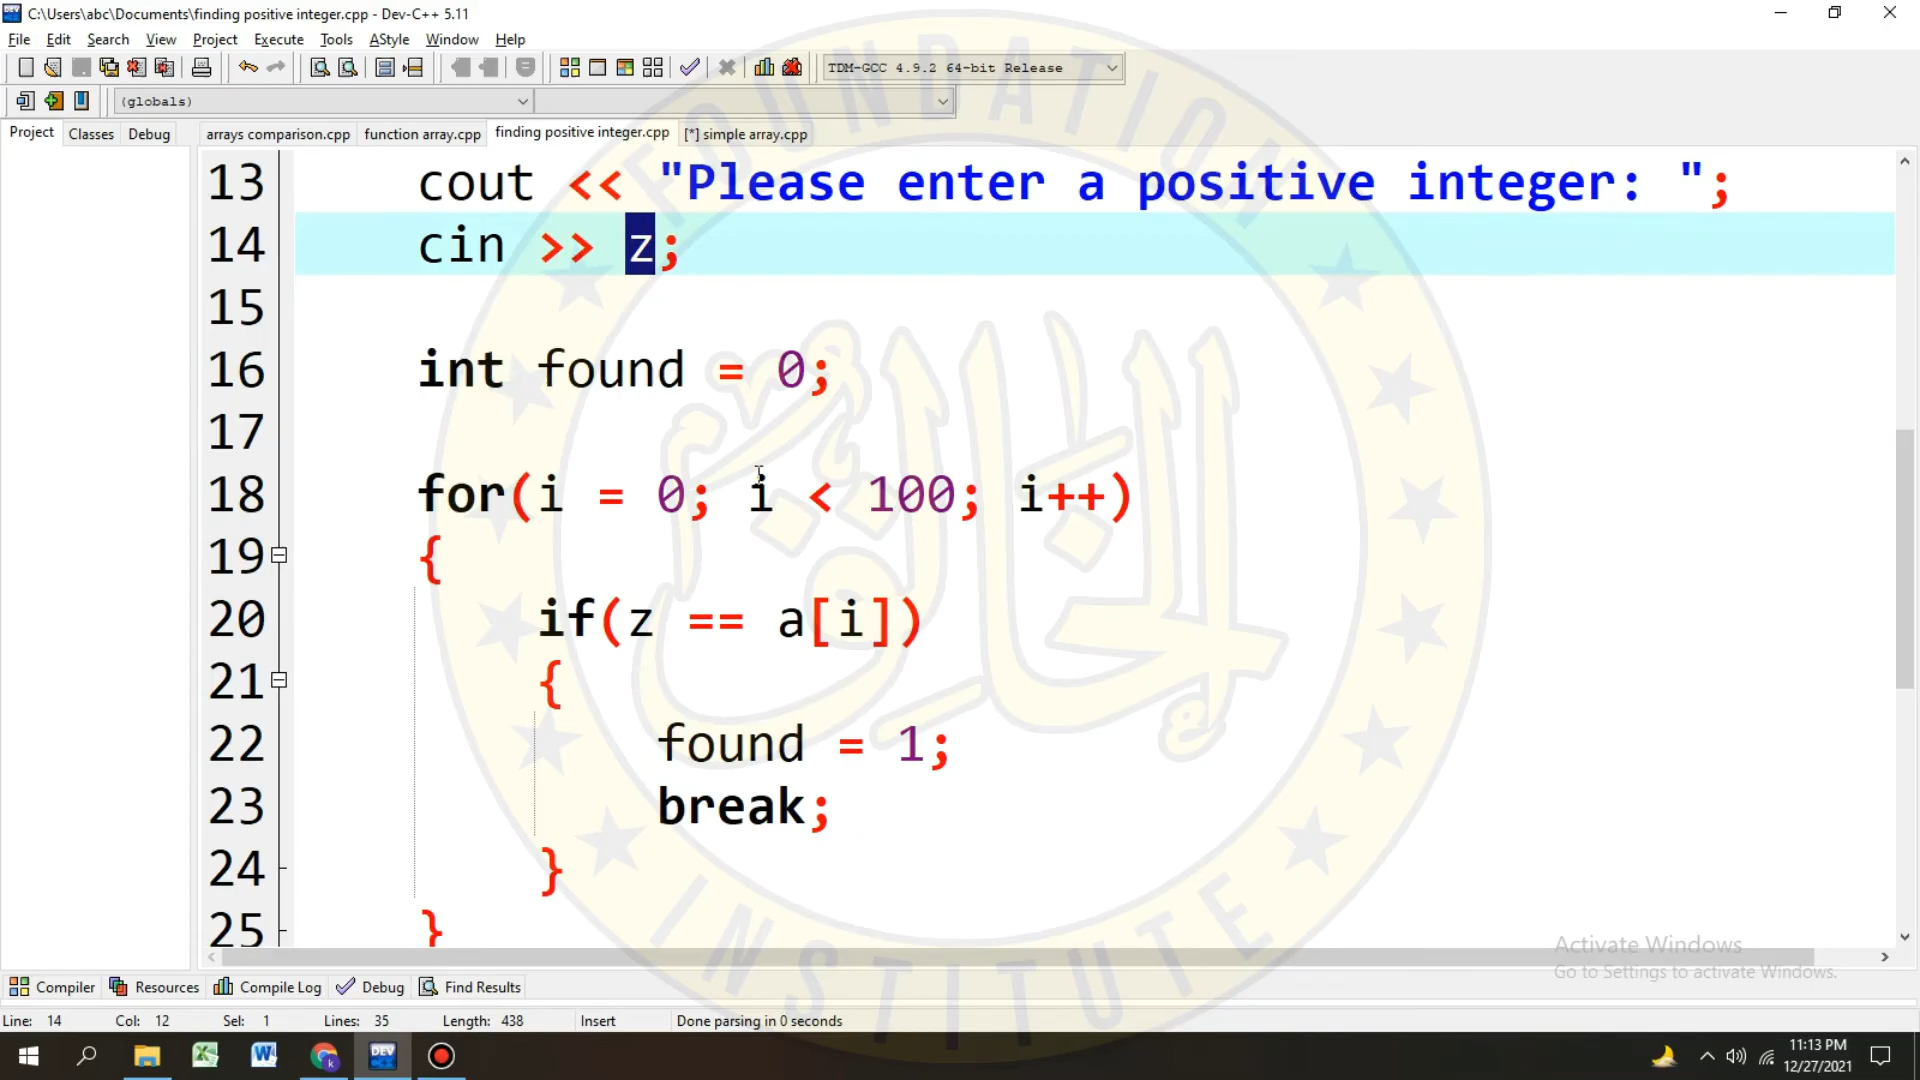 C:\Users\abc\Documents\finding positive integer.cpp - Dev-C++ 5.11
File Edit Search View Project Execute Tools AStyle Window Help
TDM-GCC 4.9.2 64-bit Release
(globals)
Project Classes Debug arrays comparison.cpp function array.cpp finding positive integer.cpp [*] simple array.cpp
13 cout << "Please enter a positive integer: ";
14 cin >> z;
15
16 int found = 0;
17
18 for(i = 0; i < 100; i++)
19 {
20 if(z == a[i])
21 {
22 found = 1;
23 break;
24 }
25 }
FOUNDATION
INSTITUTE
Activate Windows
Go to Settings to activate Windows.
Compiler Resources Compile Log Debug Find Results
Line: 14 Col: 12 Sel: 1 Lines: 35 Length: 438 Insert Done parsing in 0 seconds
DEV
11:13 PM
12/27/2021